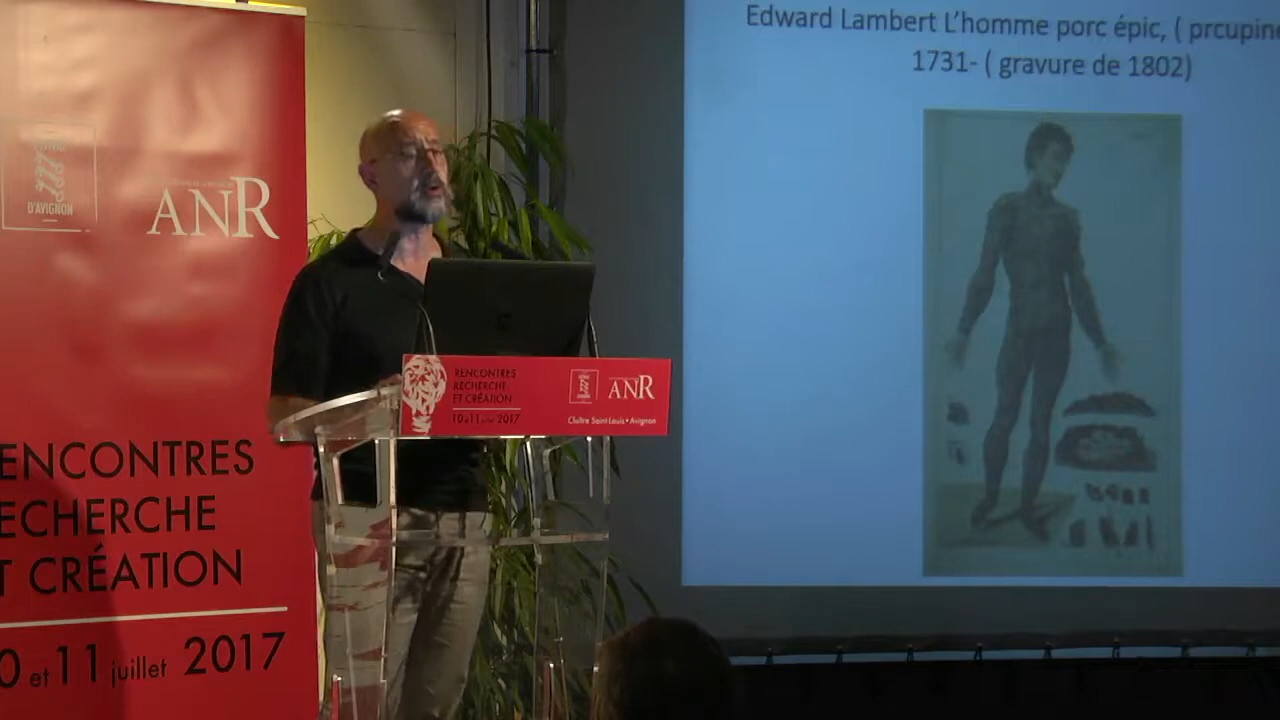 Edward Lambert L'homme porc épic, ( prcupine
1731- ( gravure de 1802)
D'AVIGNON
ANR
ENCONTRES
ECHERCHE
T CRÉATION
0 et 11 juillet 2017
RENCONTRES
RECHERCHE
ET CRÉATION
10 et 11 juillet 2017
ANR
Cloître Saint-Louis • Avignon